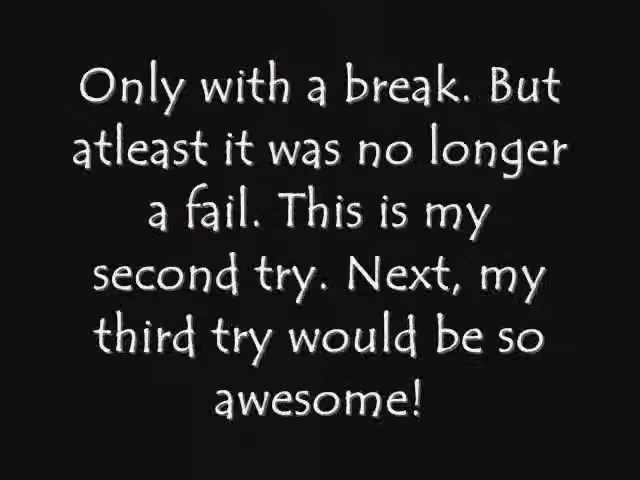 Only with a break. But
atleast it was no longer
a fail. This is my
second try. Next, my
third try would be so
awesome!